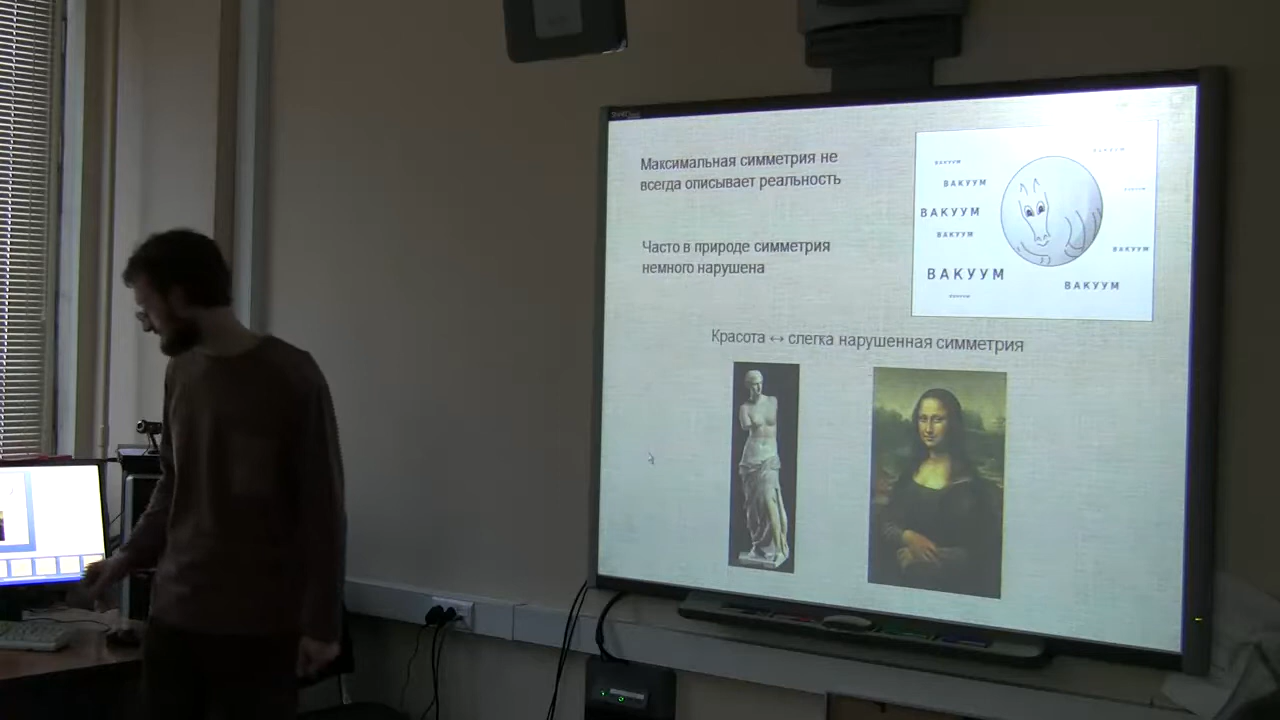 Максимальная симметрия не
всегда описывает реальность
Часто в природе симметрия
немного нарушена
вакуум
вакуум
ВАКУУМ
вакуум
ВАКУУМ
ВАКУУМ
вакуум
ВАКУУМ
ВАКУУМ
Красота ↔ слегка нарушенная симметрия